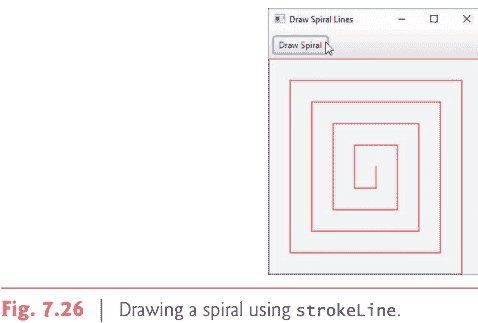 Draw Spiral Lines
Draw Spiral
Fig. 7.26 | Drawing a spiral using strokeLine.